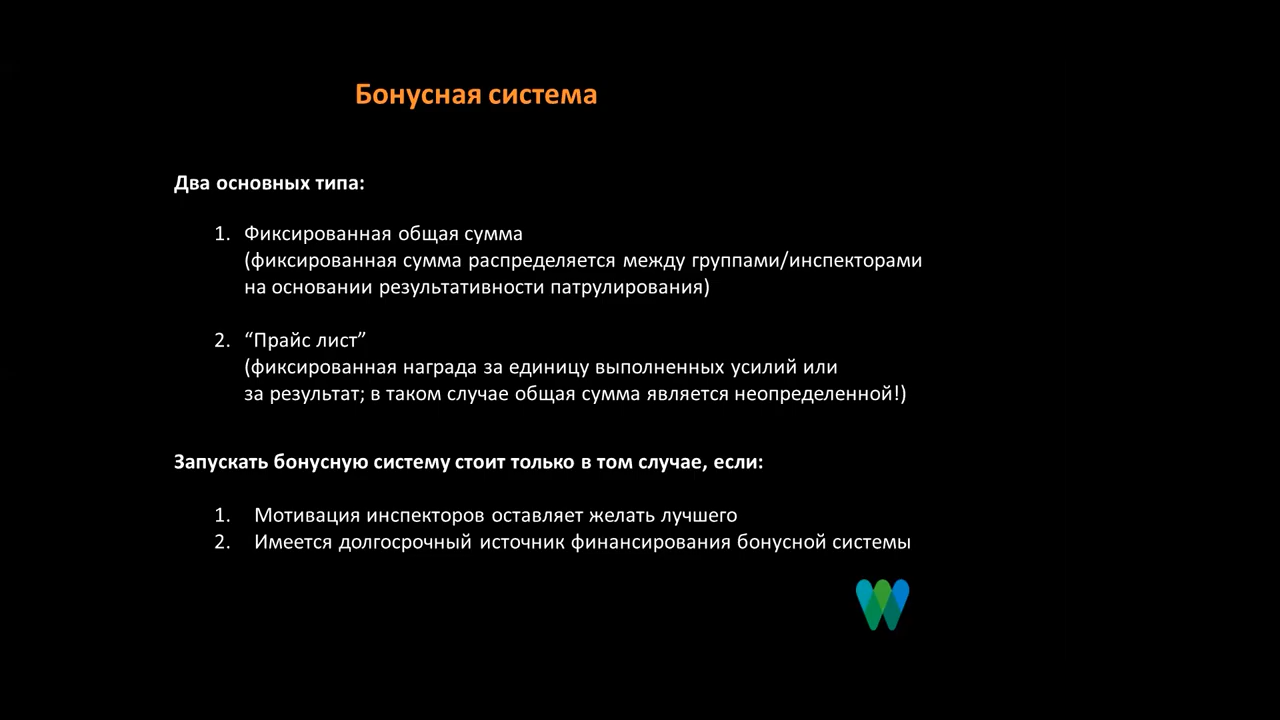 Бонусная система
Два основных типа:
1. Фиксированная общая сумма
(фиксированная сумма распределяется между группами/инспекторами
на основании результативности патрулирования)
2. “Прайс лист”
(фиксированная награда за единицу выполненных усилий или
за результат; в таком случае общая сумма является неопределенной!)
Запускать бонусную систему стоит только в том случае, если:
1. Мотивация инспекторов оставляет желать лучшего
2. Имеется долгосрочный источник финансирования бонусной системы